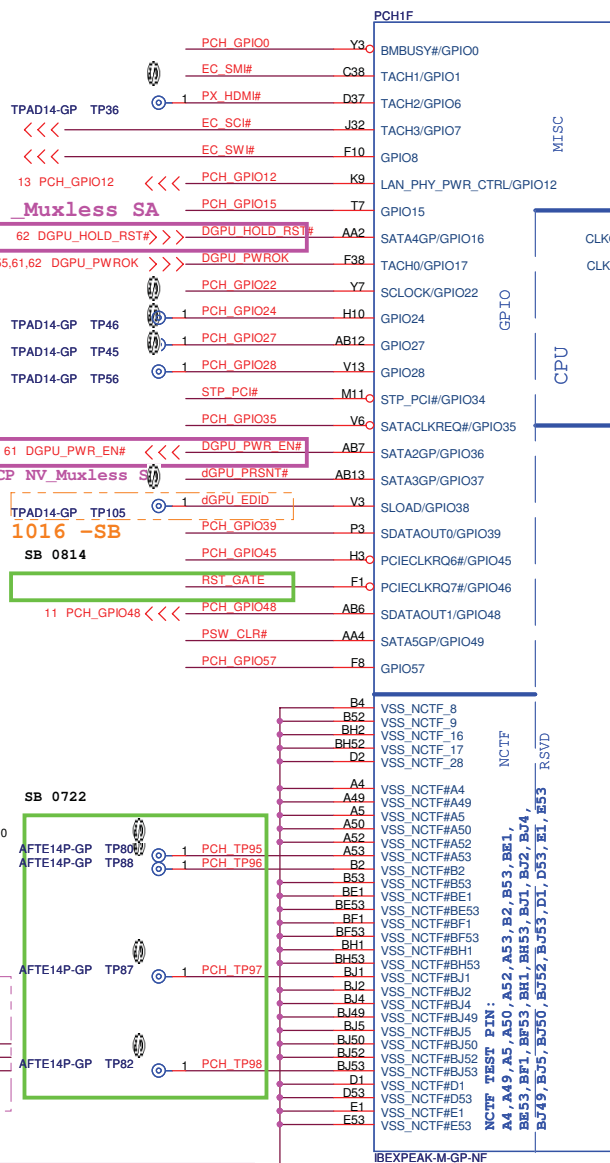 PCH1F
PCH_GPIO0 Y3 BMBUSY#/GPIO0
EC_SMI# C38 TACH1/GPIO1
TPAD14-GP TP36 1 PX_HDMI# D37 TACH2/GPIO6
EC_SCI# J32 TACH3/GPIO7
EC_SWI# F10 GPIO8
13 PCH_GPIO12 PCH_GPIO12 K9 LAN_PHY_PWR_CTRL/GPIO12
PCH_GPIO15 T7 GPIO15
_Muxless SA
62 DGPU_HOLD_RST# DGPU_HOLD_RST# AA2 SATA4GP/GPIO16
55,61,62 DGPU_PWROK DGPU_PWROK F38 TACH0/GPIO17
PCH_GPIO22 Y7 SCLOCK/GPIO22
TPAD14-GP TP46 1 PCH_GPIO24 H10 GPIO24
TPAD14-GP TP45 1 PCH_GPIO27 AB12 GPIO27
TPAD14-GP TP56 1 PCH_GPIO28 V13 GPIO28
STP_PCI# M11 STP_PCI#/GPIO34
PCH_GPIO35 V6 SATACLKREQ#/GPIO35
61 DGPU_PWR_EN# DGPU_PWR_EN# AB7 SATA2GP/GPIO36
CP NV_Muxless S
dGPU_PRSNT# AB13 SATA3GP/GPIO37
TPAD14-GP TP105 1 dGPU_EDID V3 SLOAD/GPIO38
1016 -SB
PCH_GPIO39 P3 SDATAOUT0/GPIO39
SB 0814
PCH_GPIO45 H3 PCIECLKRQ6#/GPIO45
RST_GATE F1 PCIECLKRQ7#/GPIO46
11 PCH_GPIO48 PCH_GPIO48 AB6 SDATAOUT1/GPIO48
PSW_CLR# AA4 SATA5GP/GPIO49
PCH_GPIO57 F8 GPIO57
MISC
GPIO
CPU
CLK
CLK
B4 VSS_NCTF_8
B52 VSS_NCTF_9
BH2 VSS_NCTF_16
BH52 VSS_NCTF_17
D2 VSS_NCTF_28
NCTF
RSVD
SB 0722
A4 VSS_NCTF#A4
A49 VSS_NCTF#A49
A5 VSS_NCTF#A5
A50 VSS_NCTF#A50
A52 VSS_NCTF#A52
AFTE14P-GP TP80 1 PCH_TP95 A53 VSS_NCTF#A53
AFTE14P-GP TP88 1 PCH_TP96 B2 VSS_NCTF#B2
B53 VSS_NCTF#B53
BE1 VSS_NCTF#BE1
BE53 VSS_NCTF#BE53
BF1 VSS_NCTF#BF1
BF53 VSS_NCTF#BF53
BH1 VSS_NCTF#BH1
BH53 VSS_NCTF#BH53
AFTE14P-GP TP87 1 PCH_TP97 BJ1 VSS_NCTF#BJ1
BJ2 VSS_NCTF#BJ2
BJ4 VSS_NCTF#BJ4
BJ49 VSS_NCTF#BJ49
BJ5 VSS_NCTF#BJ5
BJ50 VSS_NCTF#BJ50
BJ52 VSS_NCTF#BJ52
AFTE14P-GP TP82 1 PCH_TP98 BJ53 VSS_NCTF#BJ53
D1 VSS_NCTF#D1
D53 VSS_NCTF#D53
E1 VSS_NCTF#E1
E53 VSS_NCTF#E53
NCTF TEST PIN:
A4,A49,A5,A50,A52,A53,B2,B53,BE1,
BE53,BF1,BF53,BH1,BH53,BJ1,BJ2,BJ4,
BJ49,BJ5,BJ50,BJ52,BJ53,D1,D53,E1,E53
IBEXPEAK-M-GP-NF